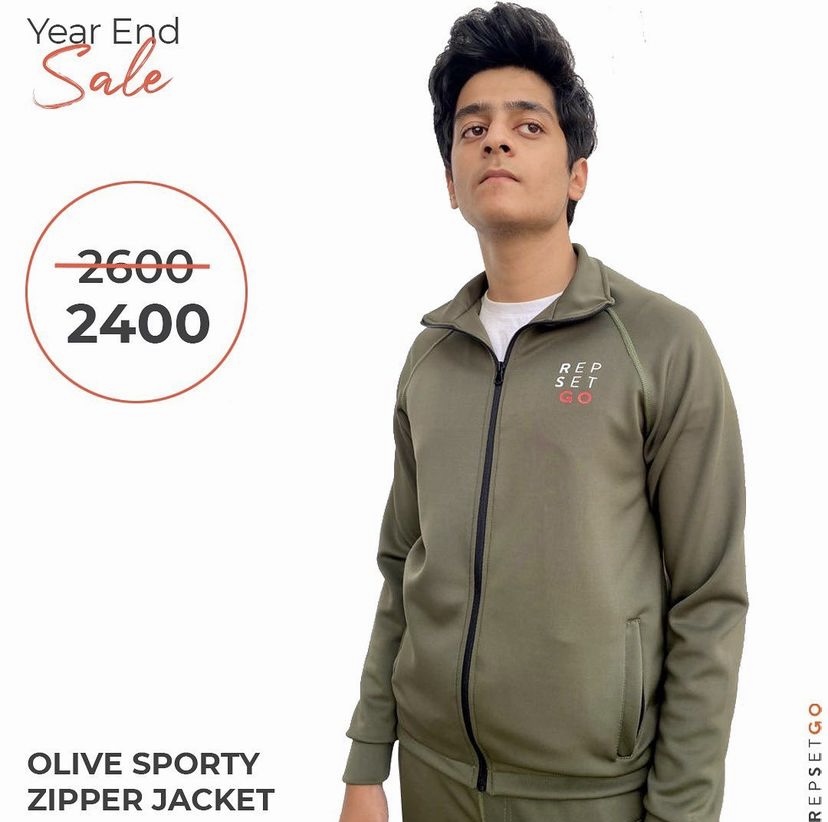 Year End
Sale
2600
2400
REP
SET
GO
OLIVE SPORTY
ZIPPER JACKET
REPSETGO